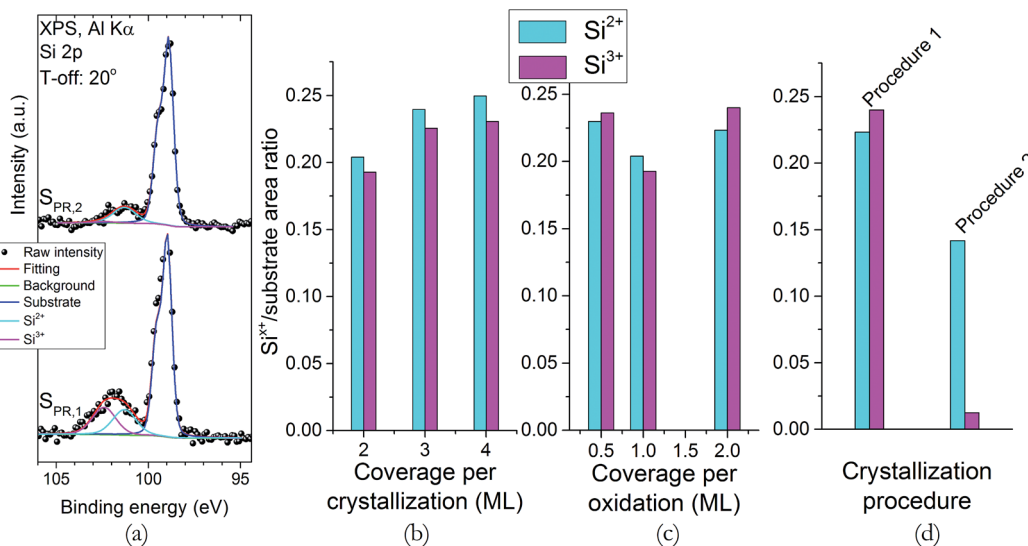 XPS, Al Kα
Si 2p
T-off: 20°
Intensity (a.u.)
S_PR,2
Raw intensity
Fitting
Background
Substrate
Si²⁺
Si³⁺
S_PR,1
105 100 95
Binding energy (eV)
(a)
Si^x+/substrate area ratio
0.25
0.20
0.15
0.10
0.05
0.00
2 3 4
Coverage per
crystallization (ML)
(b)
Si²⁺
Si³⁺
0.25
0.20
0.15
0.10
0.05
0.00
0.5 1.0 1.5 2.0
Coverage per
oxidation (ML)
(c)
0.25
0.20
0.15
0.10
0.05
0.00
Procedure 1
Procedure
Crystallization
procedure
(d)